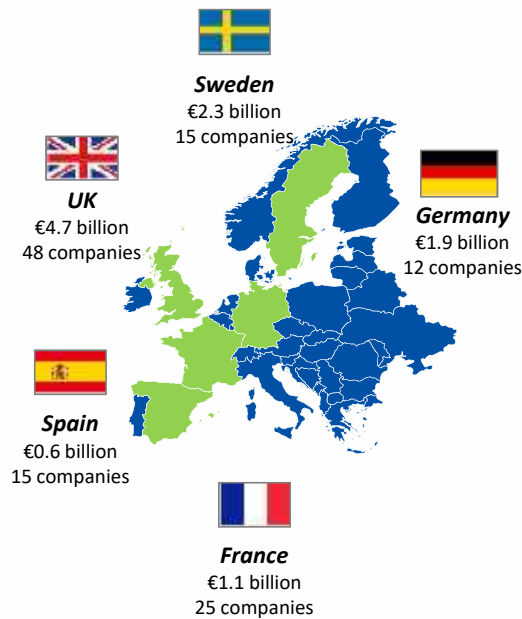 Sweden
€2.3 billion
15 companies
UK
€4.7 billion
48 companies
Germany
€1.9 billion
12 companies
Spain
€0.6 billion
15 companies
France
€1.1 billion
25 companies